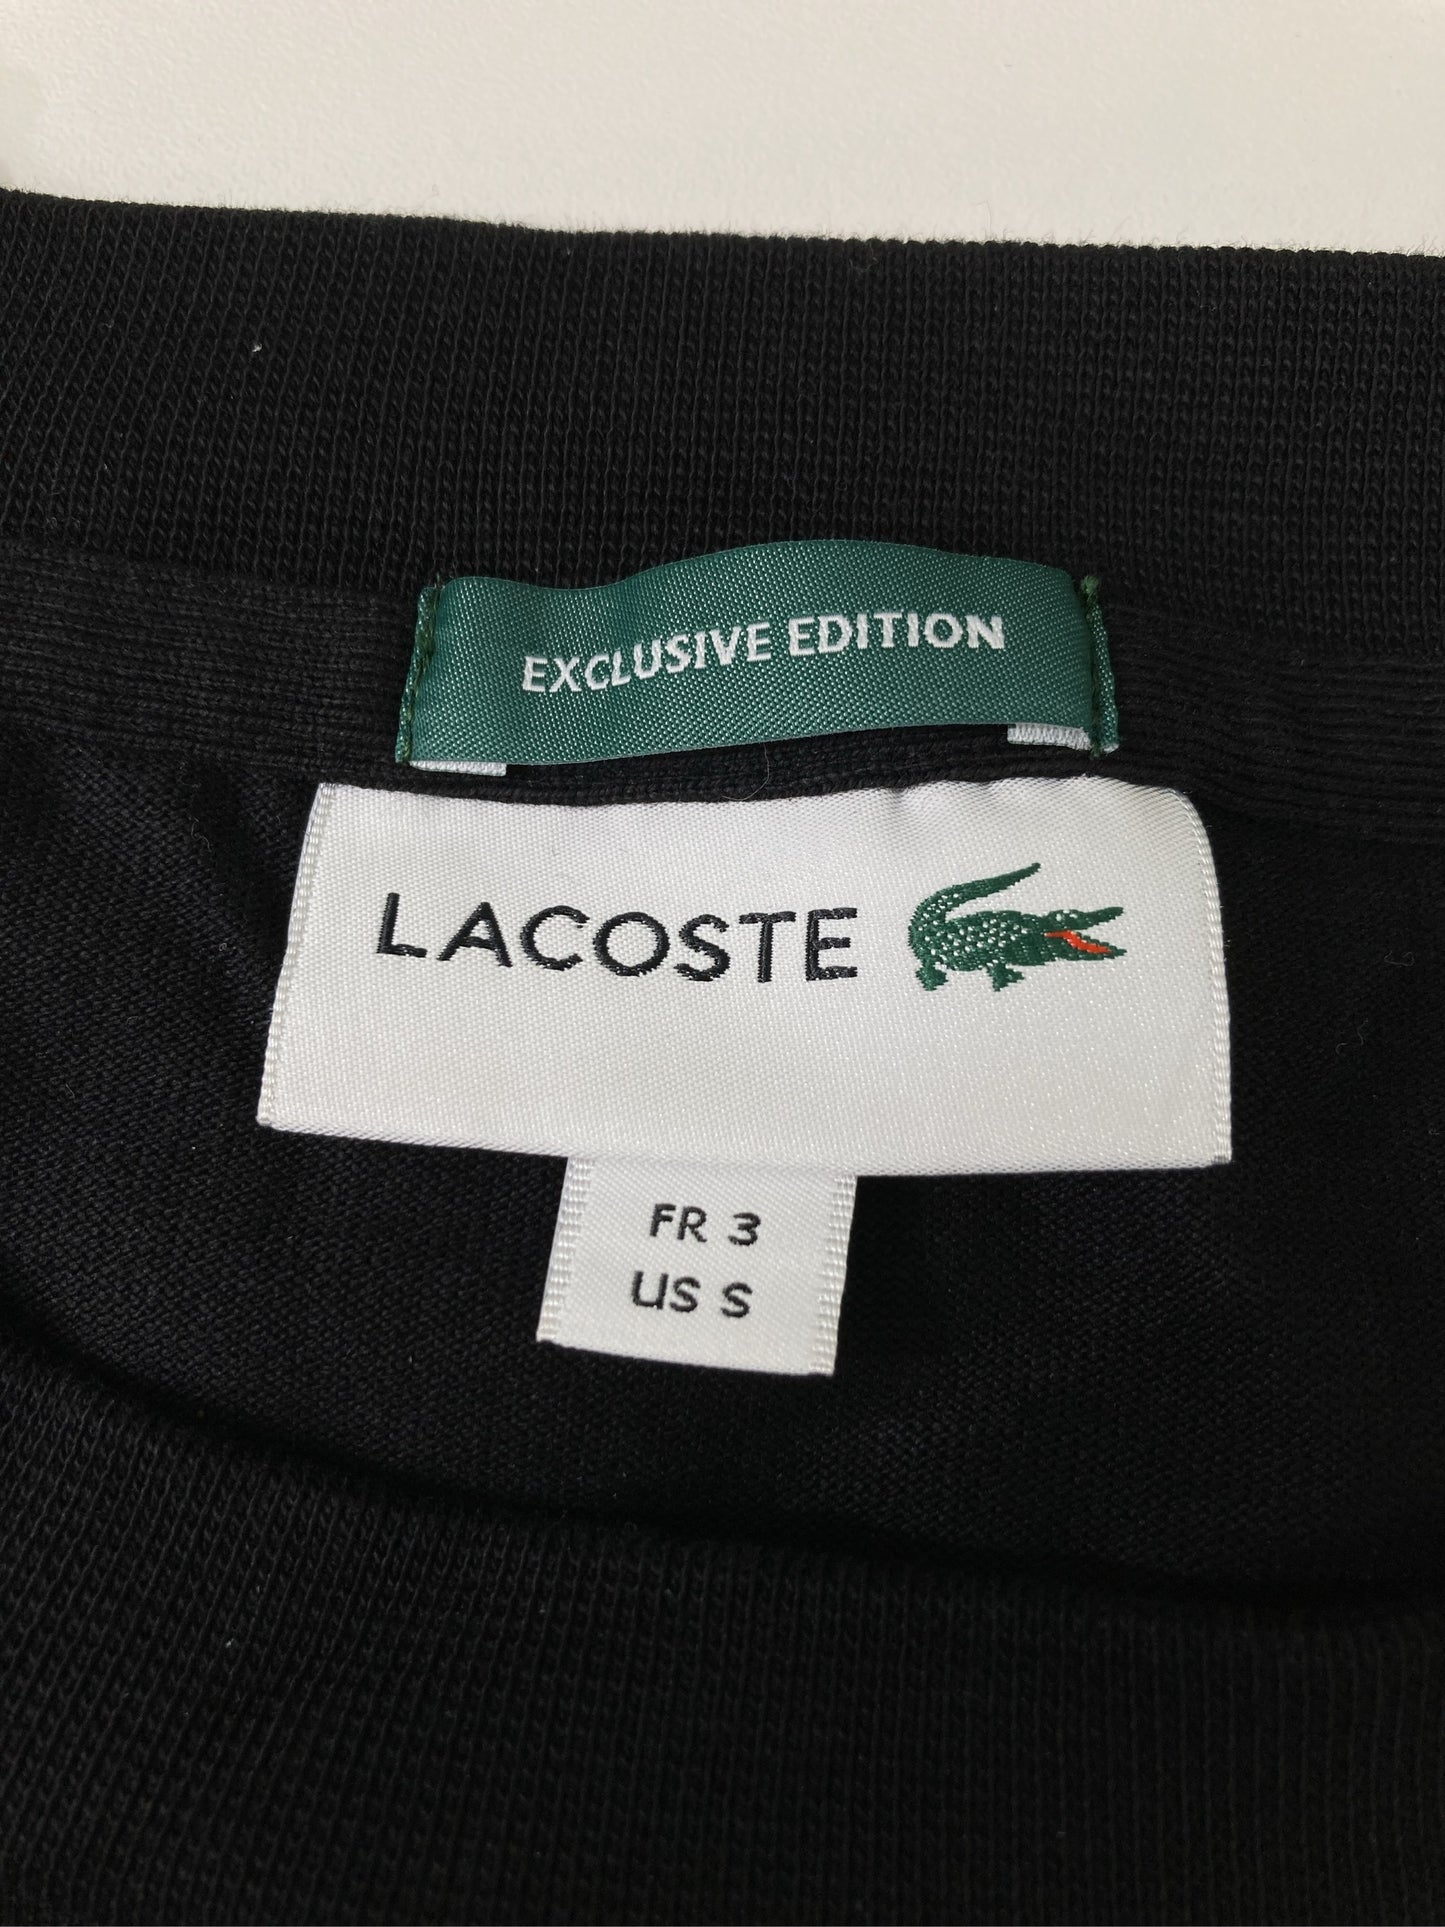 EXCLUSIVE EDITION
LACOSTE
FR 3
US S